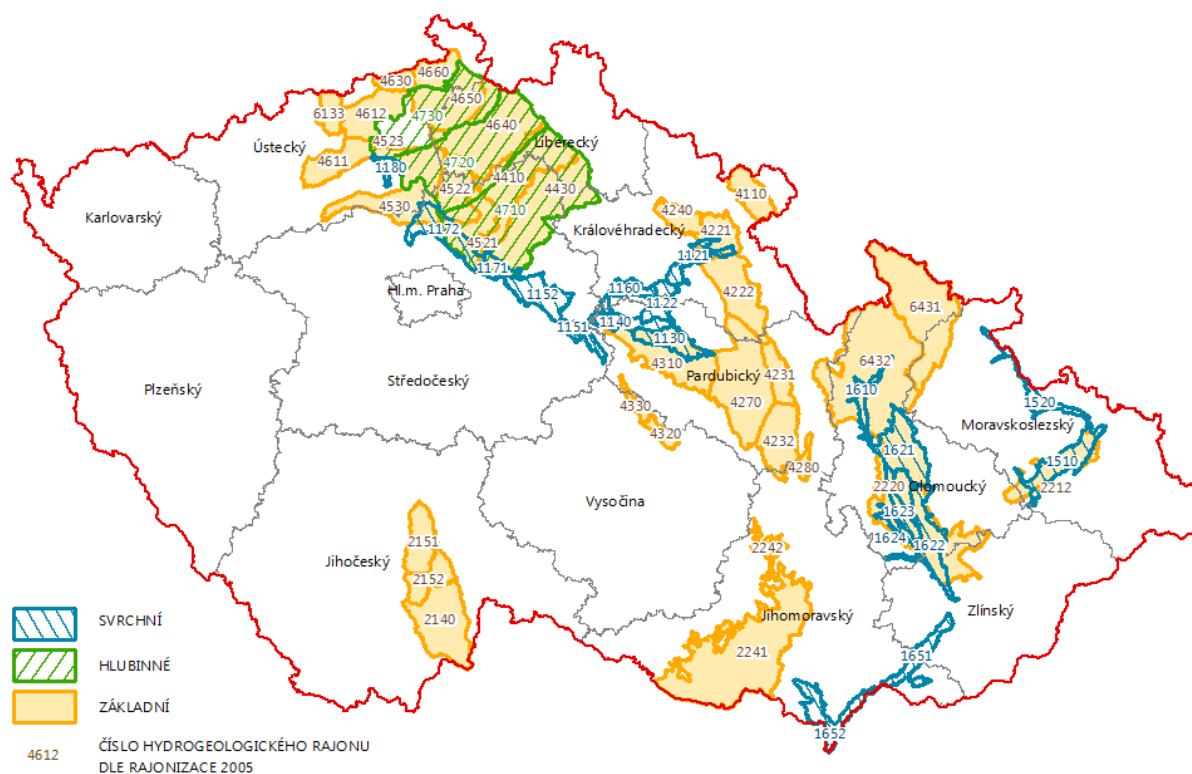 4660
4630
4650
6133
4612
4730
4640
4523
Ústecký
Liberecký
4611
1180
4720
4410
4522
4430
4110
4530
4710
4240
Karlovarský
1172
Královéhradecký
4221
4521
1121
1171
Hl.m. Praha
1152
1160
4222
6431
1122
1151
1140
1130
4310
6432
Plzeňský
Středočeský
Pardubický
4231
1610
4330
4270
1520
4320
4232
Moravskoslezský
1621
4280
1510
2220
Olomoucký
2212
Vysočina
1623
1624
1622
2151
2242
Jihočeský
2152
Zlínský
2140
Jihomoravský
2241
1651
1652
SVRCHNÍ
HLUBINNÉ
ZÁKLADNÍ
4612
ČÍSLO HYDROGEOLOGICKÉHO RAJONU
DLE RAJONIZACE 2005